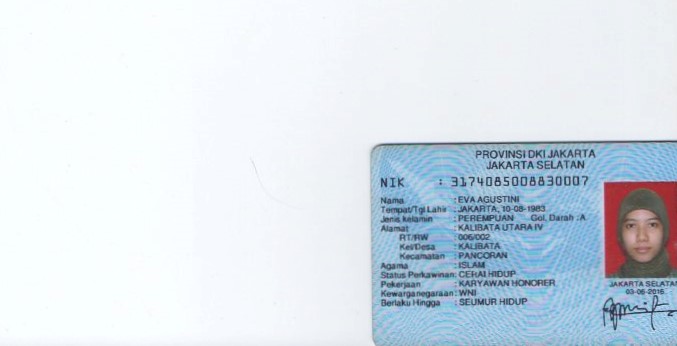 PROVINSI DKI JAKARTA
JAKARTA SELATAN
NIK : 3174085008830007
Nama : EVA AGUSTINI
Tempat/Tgl Lahir : JAKARTA, 10-08-1983
Jenis kelamin : PEREMPUAN Gol. Darah : A
Alamat : KALIBATA UTARA IV
RT/RW : 006/002
Kel/Desa : KALIBATA
Kecamatan : PANCORAN
Agama : ISLAM
Status Perkawinan: CERAI HIDUP
Pekerjaan : KARYAWAN HONORER
Kewarganegaraan: WNI
Berlaku Hingga : SEUMUR HIDUP
JAKARTA SELATAN
03-06-2016